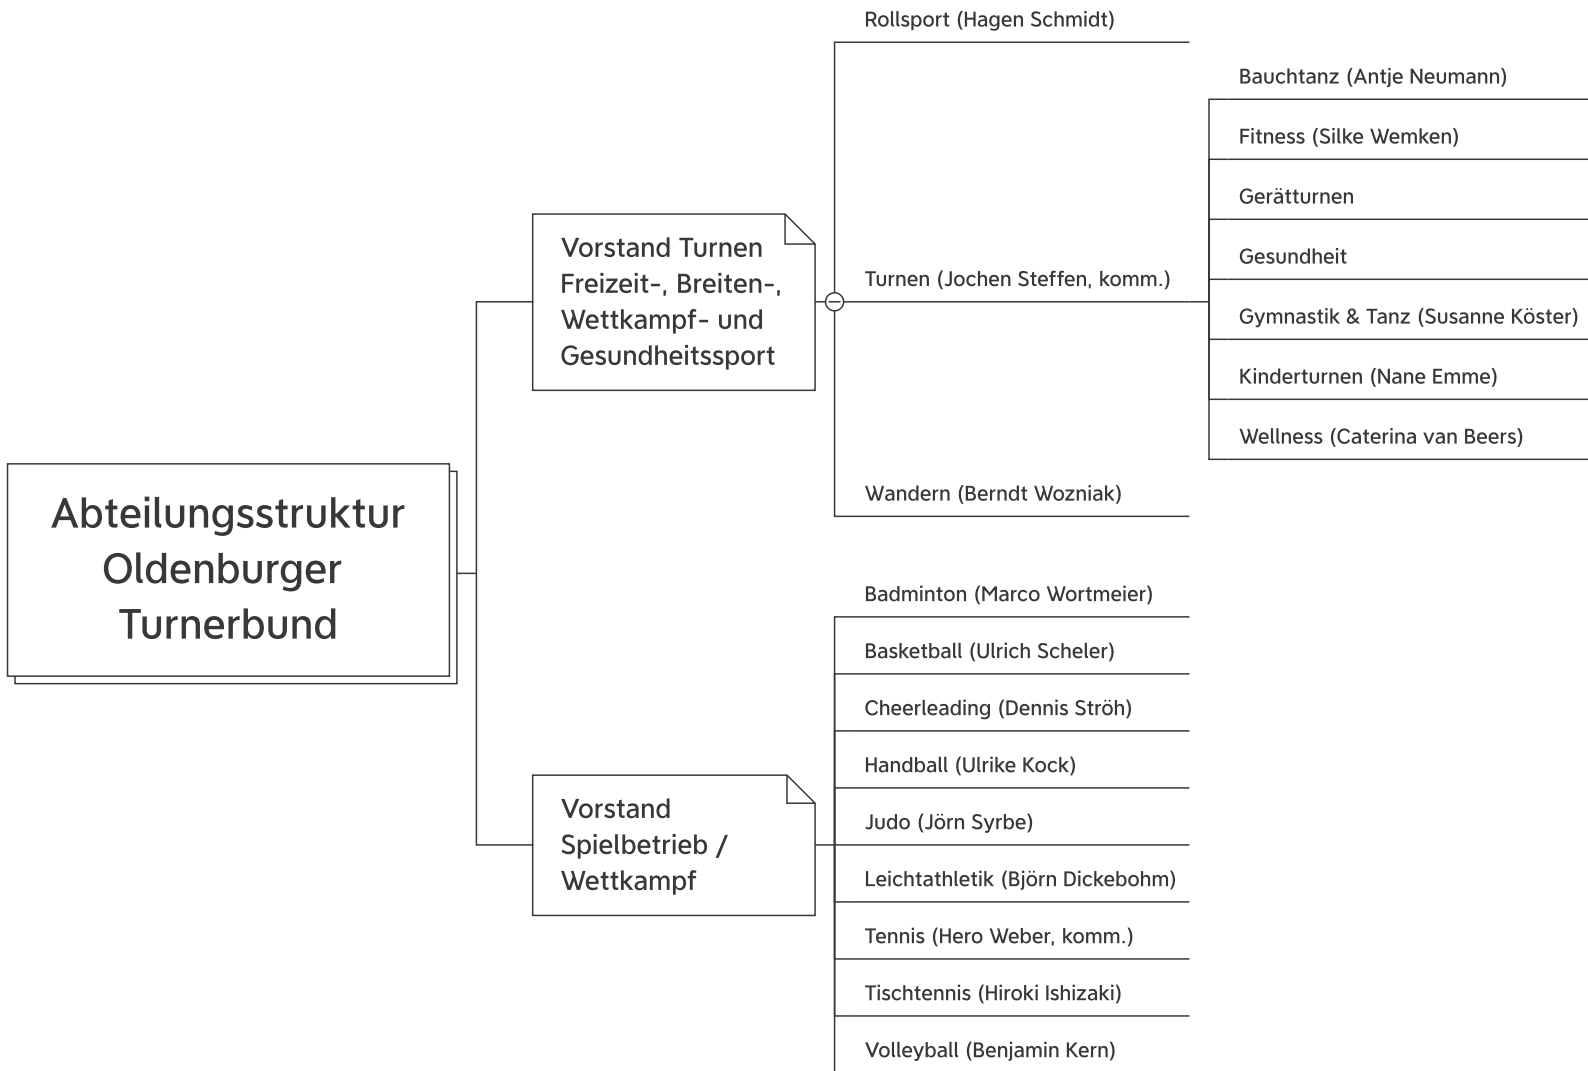 Abteilungsstruktur
Oldenburger
Turnerbund
Vorstand Turnen
Freizeit-, Breiten-,
Wettkampf- und
Gesundheitssport
Rollsport (Hagen Schmidt)
Turnen (Jochen Steffen, komm.)
Bauchtanz (Antje Neumann)
Fitness (Silke Wemken)
Gerätturnen
Gesundheit
Gymnastik & Tanz (Susanne Köster)
Kinderturnen (Nane Emme)
Wellness (Caterina van Beers)
Wandern (Berndt Wozniak)
Vorstand
Spielbetrieb /
Wettkampf
Badminton (Marco Wortmeier)
Basketball (Ulrich Scheler)
Cheerleading (Dennis Ströh)
Handball (Ulrike Kock)
Judo (Jörn Syrbe)
Leichtathletik (Björn Dickebohm)
Tennis (Hero Weber, komm.)
Tischtennis (Hiroki Ishizaki)
Volleyball (Benjamin Kern)